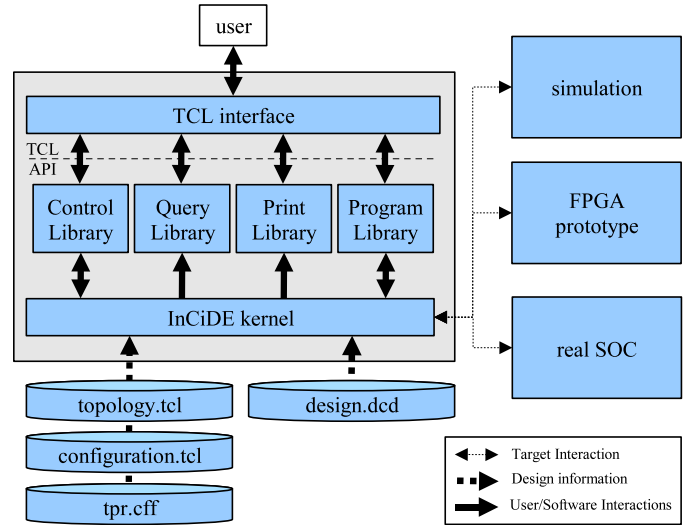 user
TCL interface
TCL
API
Control
Library
Query
Library
Print
Library
Program
Library
InCiDE kernel
topology.tcl
configuration.tcl
tpr.cff
design.dcd
simulation
FPGA
prototype
real SOC
Target Interaction
Design information
User/Software Interactions